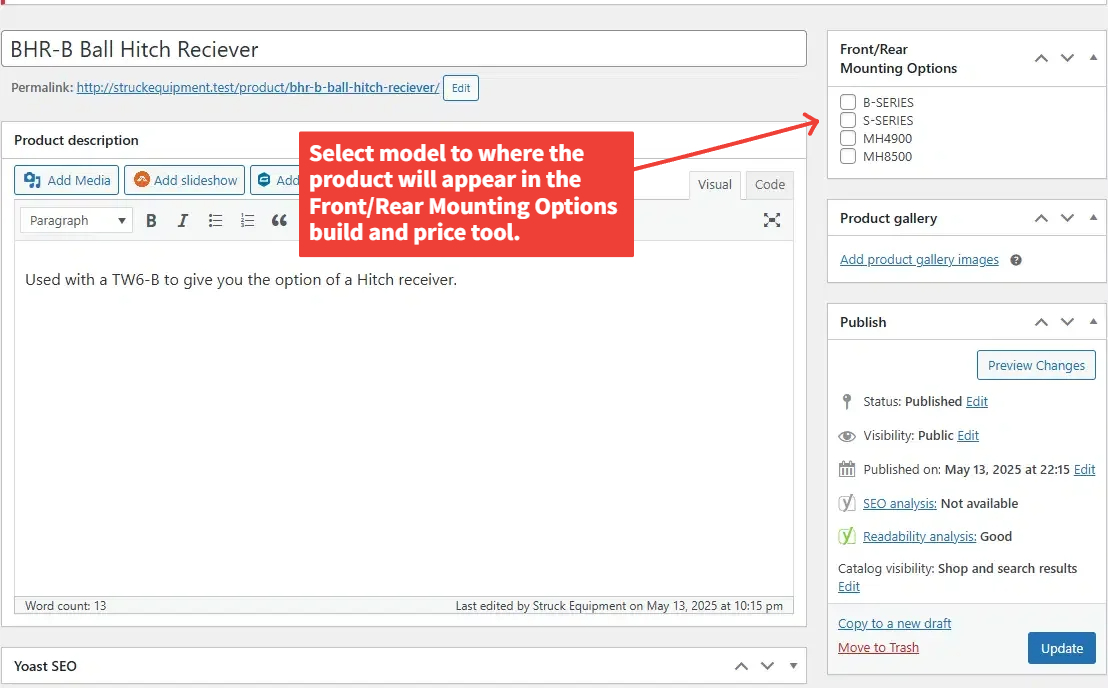 BHR-B Ball Hitch Reciever
Permalink: http://struckequipment.test/product/bhr-b-ball-hitch-reciever/ Edit
Product description
Add Media
Add slideshow
Add
Visual
Code
Paragraph
B
I
Used with a TW6-B to give you the option of a Hitch receiver.
Word count: 13
Last edited by Struck Equipment on May 13, 2025 at 10:15 pm
Yoast SEO
Select model to where the
product will appear in the
Front/Rear Mounting Options
build and price tool.
Front/Rear
Mounting Options
B-SERIES
S-SERIES
MH4900
MH8500
Product gallery
Add product gallery images
Publish
Preview Changes
Status: Published Edit
Visibility: Public Edit
Published on: May 13, 2025 at 22:15 Edit
SEO analysis: Not available
Readability analysis: Good
Catalog visibility: Shop and search results
Edit
Copy to a new draft
Move to Trash
Update